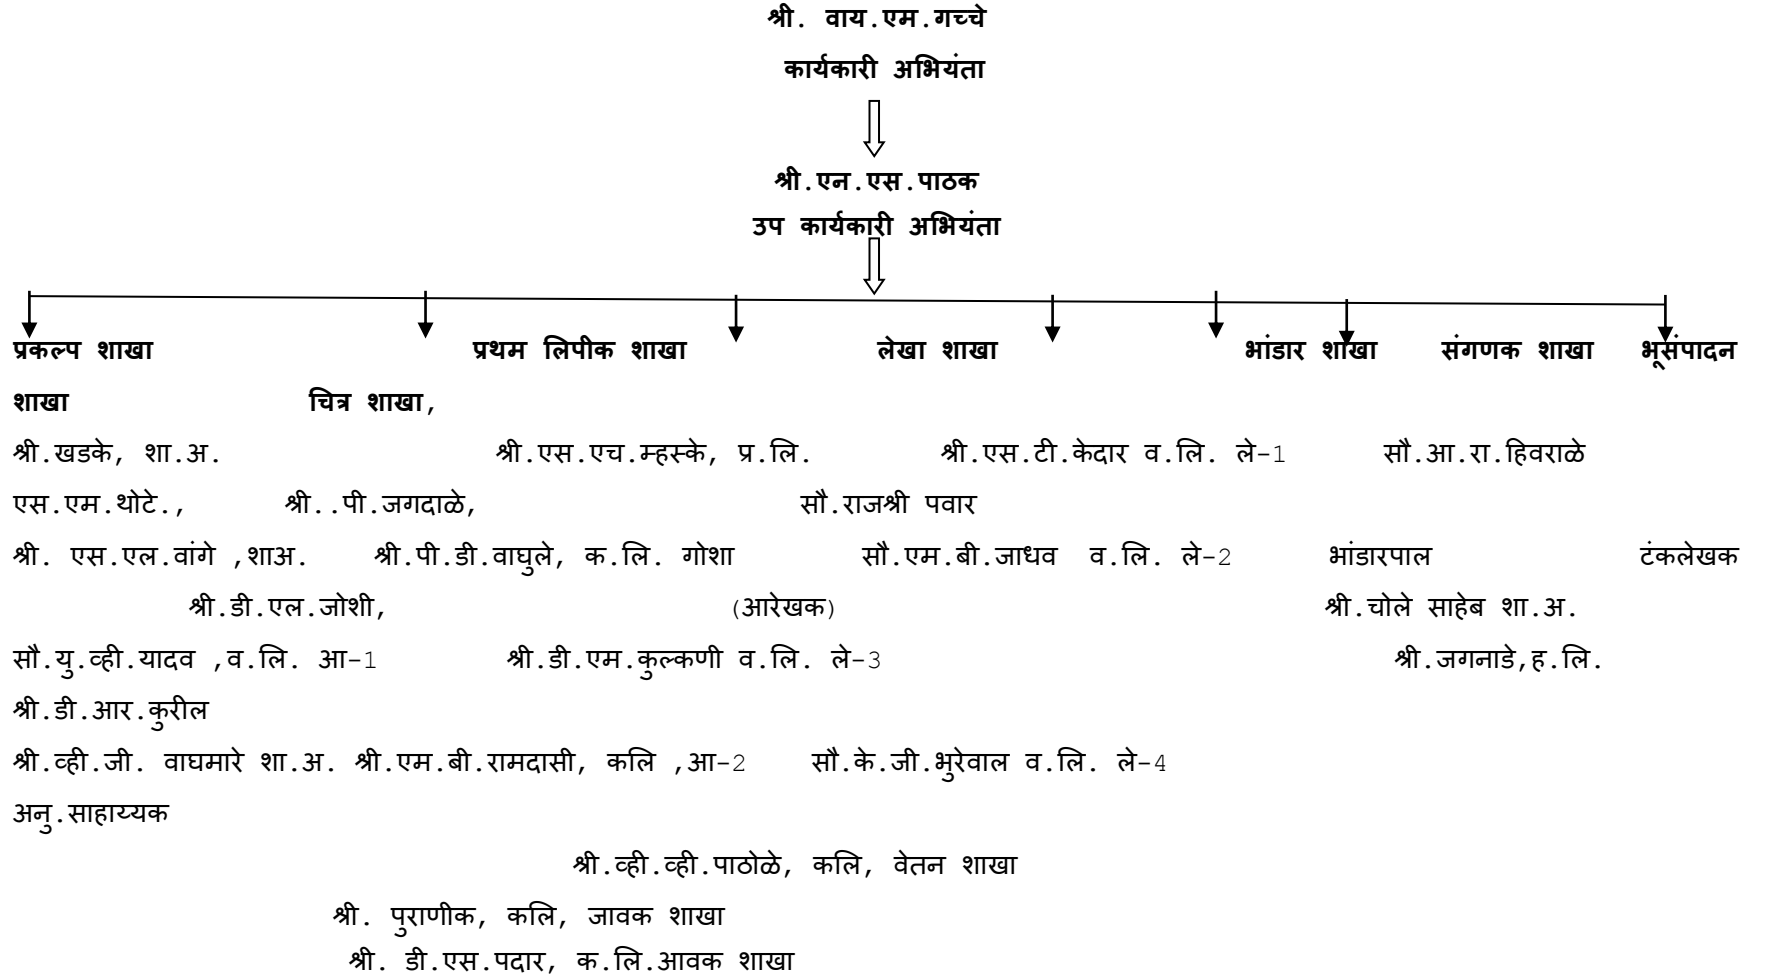 श्री. वाय.एम.गच्चे
कार्यकारी अभियंता
श्री.एन.एस.पाठक
उप कार्यकारी अभियंता
प्रकल्प शाखा प्रथम लिपीक शाखा लेखा शाखा भांडार शाखा संगणक शाखा भूसंपादन
शाखा चित्र शाखा,
श्री.खडके, शा.अ. श्री.एस.एच.म्हस्के, प्र.लि. श्री.एस.टी.केदार व.लि. ले-1 सौ.आ.रा.हिवराळे
एस.एम.थोटे., श्री..पी.जगदाळे, सौ.राजश्री पवार
श्री. एस.एल.वांगे ,शाअ. श्री.पी.डी.वाघुले, क.लि. गोशा सौ.एम.बी.जाधव व.लि. ले-2 भांडारपाल टंकलेखक
श्री.डी.एल.जोशी, (आरेखक) श्री.चोले साहेब शा.अ.
सौ.यु.व्ही.यादव ,व.लि. आ-1 श्री.डी.एम.कुल्कणी व.लि. ले-3 श्री.जगनाडे,ह.लि.
श्री.डी.आर.कुरील
श्री.व्ही.जी. वाघमारे शा.अ. श्री.एम.बी.रामदासी, कलि ,आ-2 सौ.के.जी.भुरेवाल व.लि. ले-4
अनु.साहाय्यक
श्री.व्ही.व्ही.पाठोळे, कलि, वेतन शाखा
श्री. पुराणीक, कलि, जावक शाखा
श्री. डी.एस.पदार, क.लि.आवक शाखा